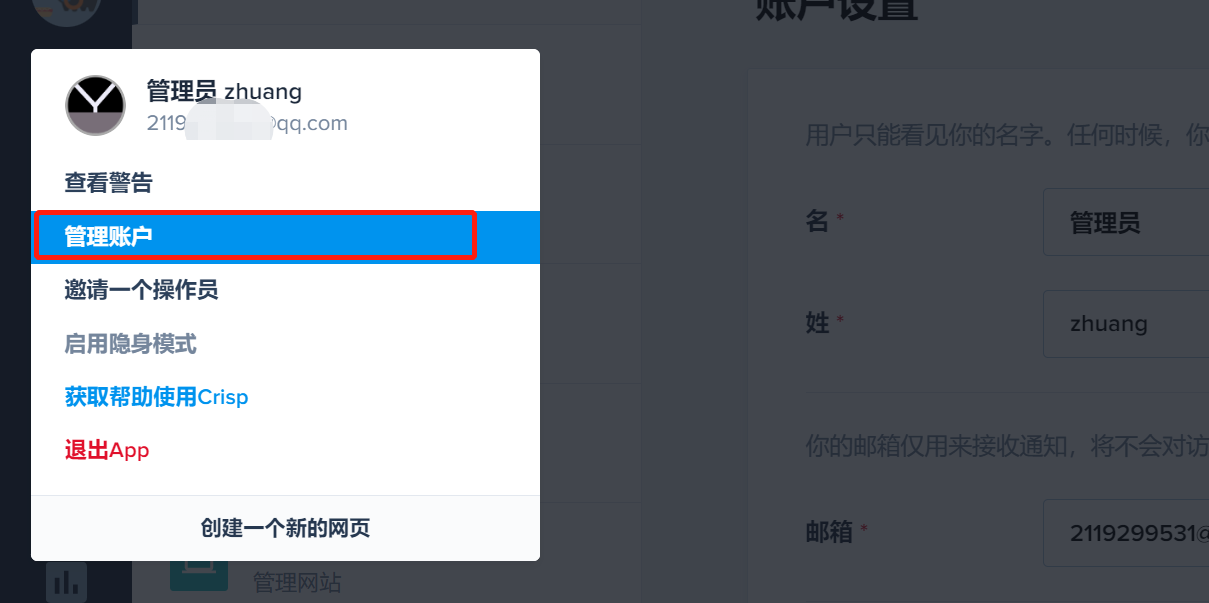 账户设置
管理员 zhuang
2119
@qq.com
查看警告
管理账户
邀请一个操作员
启用隐身模式
获取帮助使用Crisp
退出App
创建一个新的网页
用户只能看见你的名字。任何时候，你
名 *
管理员
姓 *
zhuang
你的邮箱仅用来接收通知，将不会对访
邮箱 *
2119299531@
管理网站